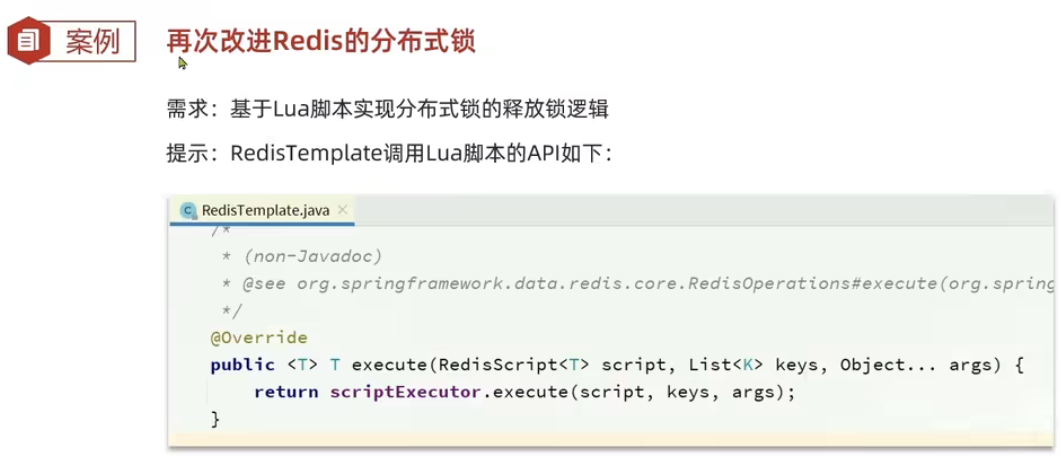 案例
再次改进Redis的分布式锁
需求：基于Lua脚本实现分布式锁的释放锁逻辑
提示：RedisTemplate调用Lua脚本的API如下：
RedisTemplate.java
/*
* (non-Javadoc)
* @see org.springframework.data.redis.core.RedisOperations#execute(org.spring
*/
@Override
public <T> T execute(RedisScript<T> script, List<K> keys, Object... args) {
return scriptExecutor.execute(script, keys, args);
}